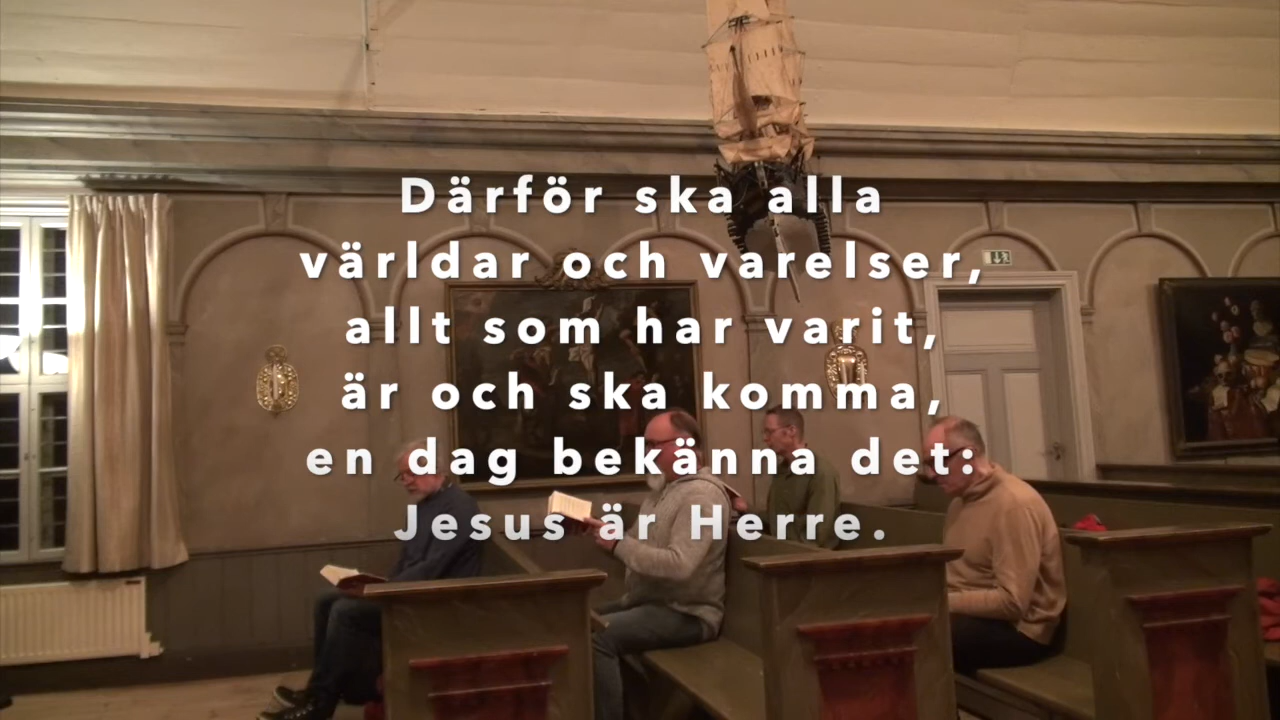 Därför ska alla
världar och varelser,
allt som har varit,
är och ska komma,
en dag bekänna det:
Jesus är Herre.